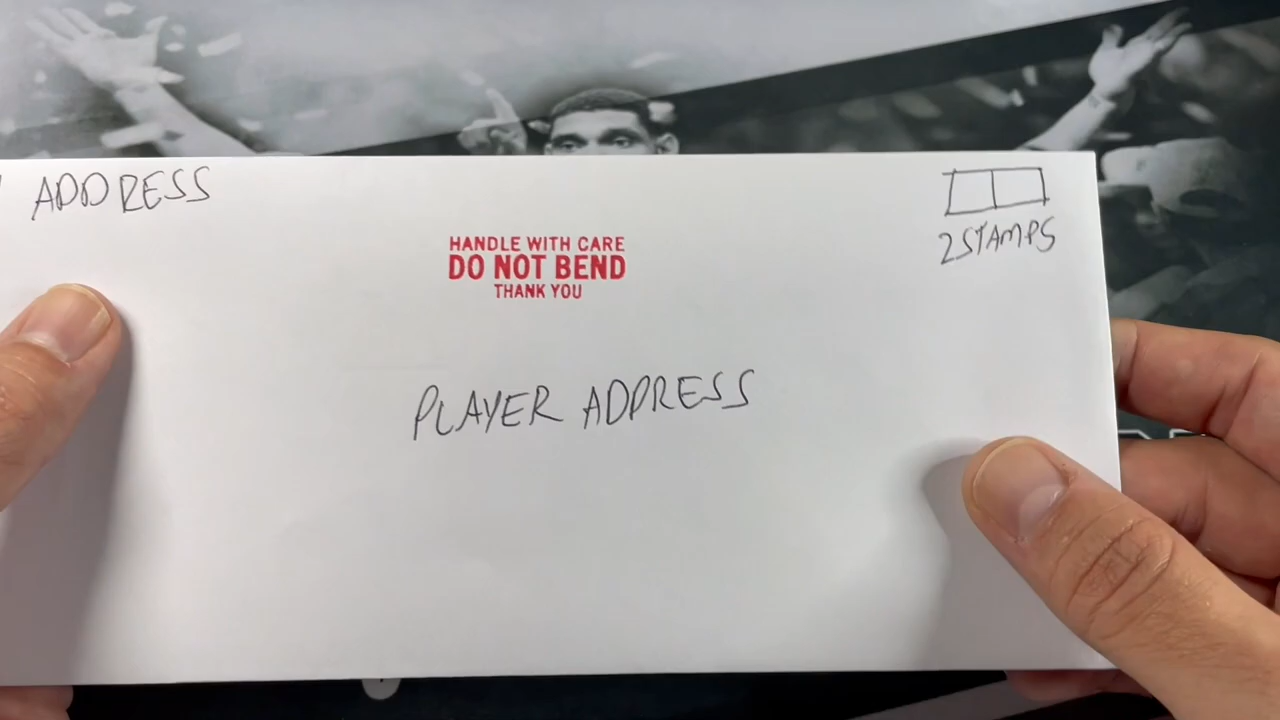 ADDRESS
2 STAMPS
HANDLE WITH CARE
DO NOT BEND
THANK YOU
PLAYER ADDRESS